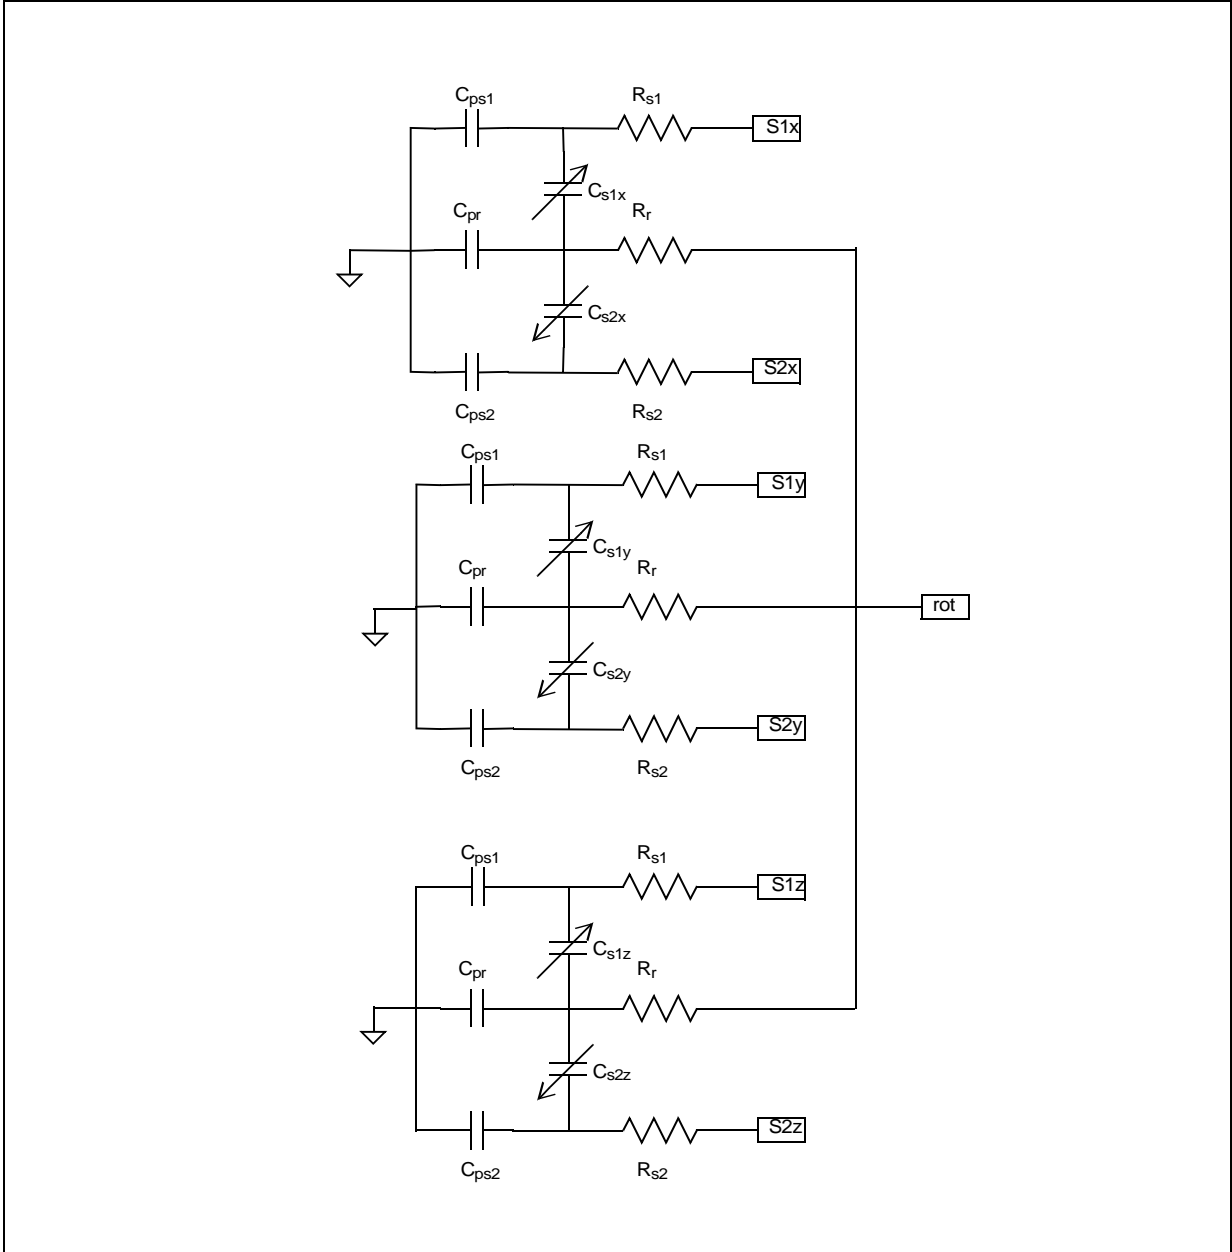 Cps1 Rs1
S1x
Cs1x
Cpr Rr
Cs2x
S2x
Cps2 Rs2
Cps1 Rs1
S1y
Cs1y
Cpr Rr
rot
Cs2y
S2y
Cps2 Rs2
Cps1 Rs1
S1z
Cs1z
Cpr Rr
Cs2z
S2z
Cps2 Rs2